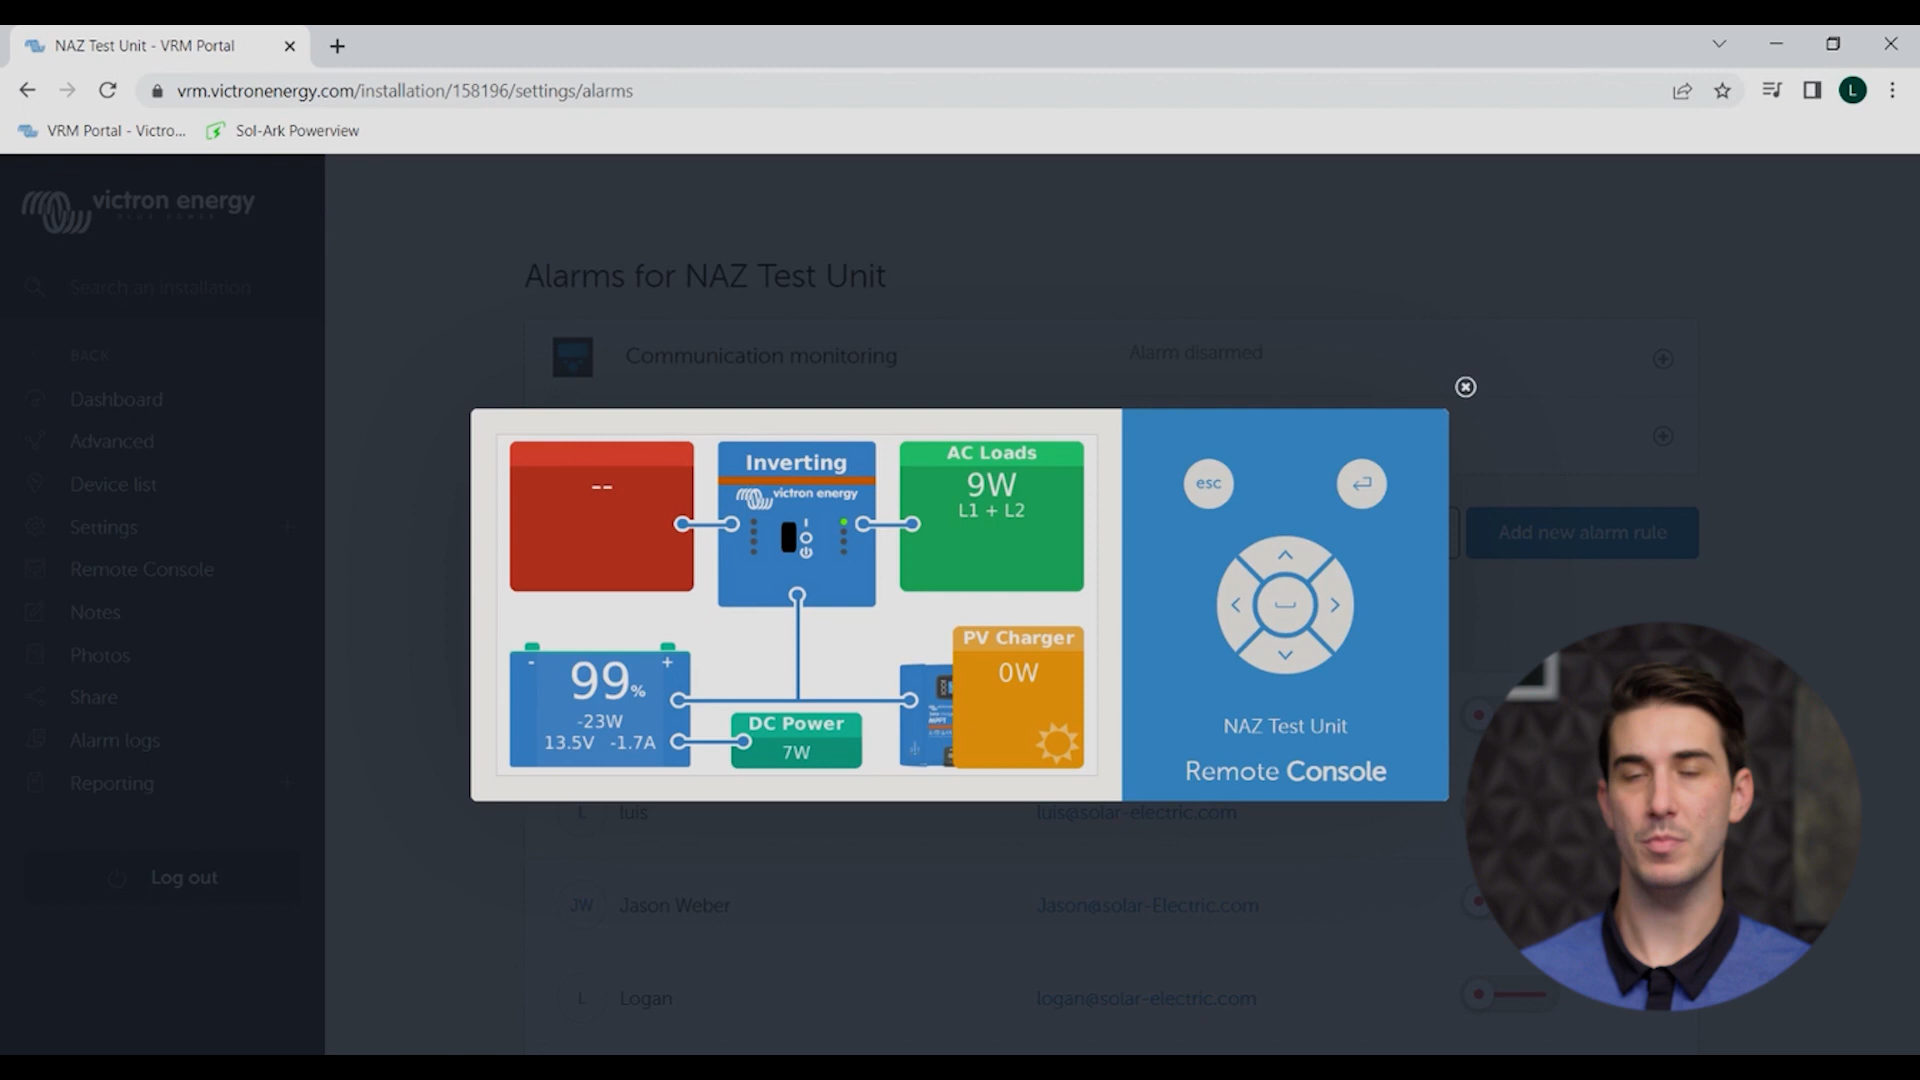 NAZ Test Unit - VRM Portal
vrm.victronenergy.com/installation/158196/settings/alarms
L
VRM Portal - Victro...
Sol-Ark Powerview
victron energy
Search an installation
BACK
Dashboard
Advanced
Device list
Settings
Remote Console
Notes
Photos
Share
Alarm logs
Reporting
Log out
Alarms for NAZ Test Unit
Communication monitoring
Alarm disarmed
Add new alarm rule
--
Inverting
victron energy
AC Loads
9W
L1 + L2
- +
99%
-23W
13.5V -1.7A
DC Power
7W
PV Charger
0W
MPPT
esc
NAZ Test Unit
Remote Console
luis
luis@solar-electric.com
JW Jason Weber
Jason@solar-Electric.com
L Logan
logan@solar-electric.com